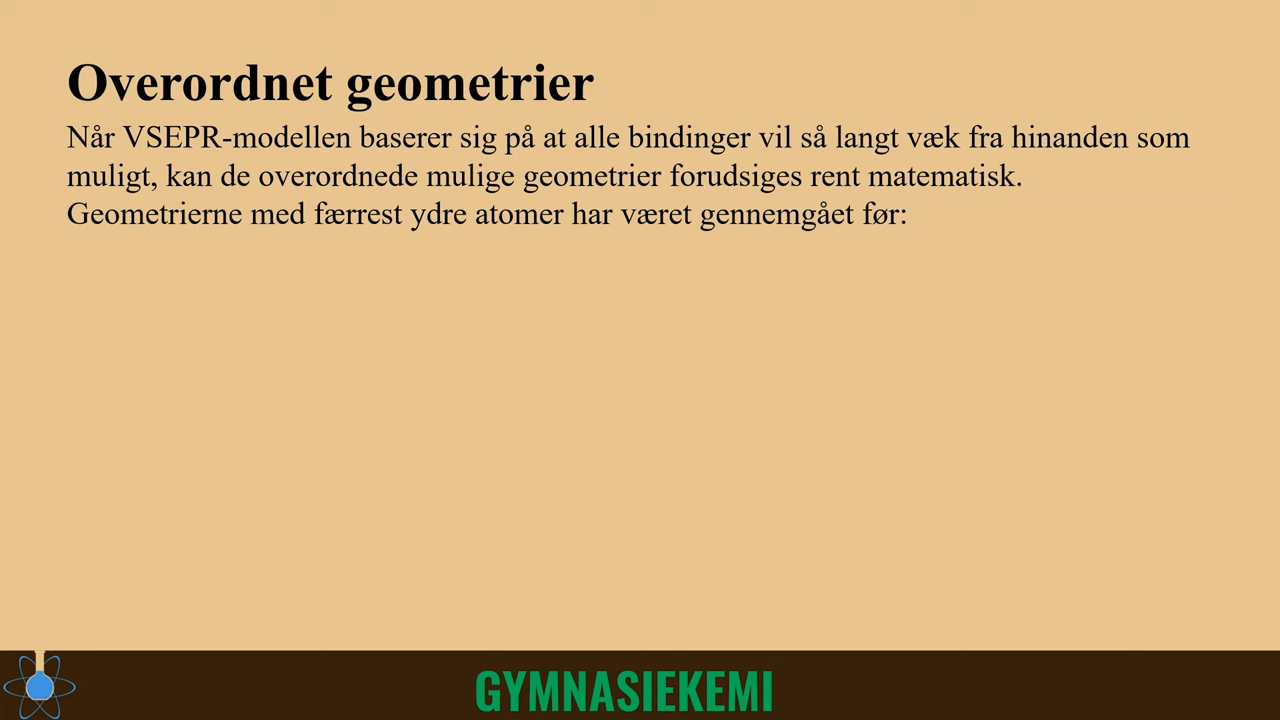 Overordnet geometrier
Når VSEPR-modellen baserer sig på at alle bindinger vil så langt væk fra hinanden som
muligt, kan de overordnede mulige geometrier forudsiges rent matematisk.
Geometrierne med færrest ydre atomer har været gennemgået før:
GYMNASIEKEMI